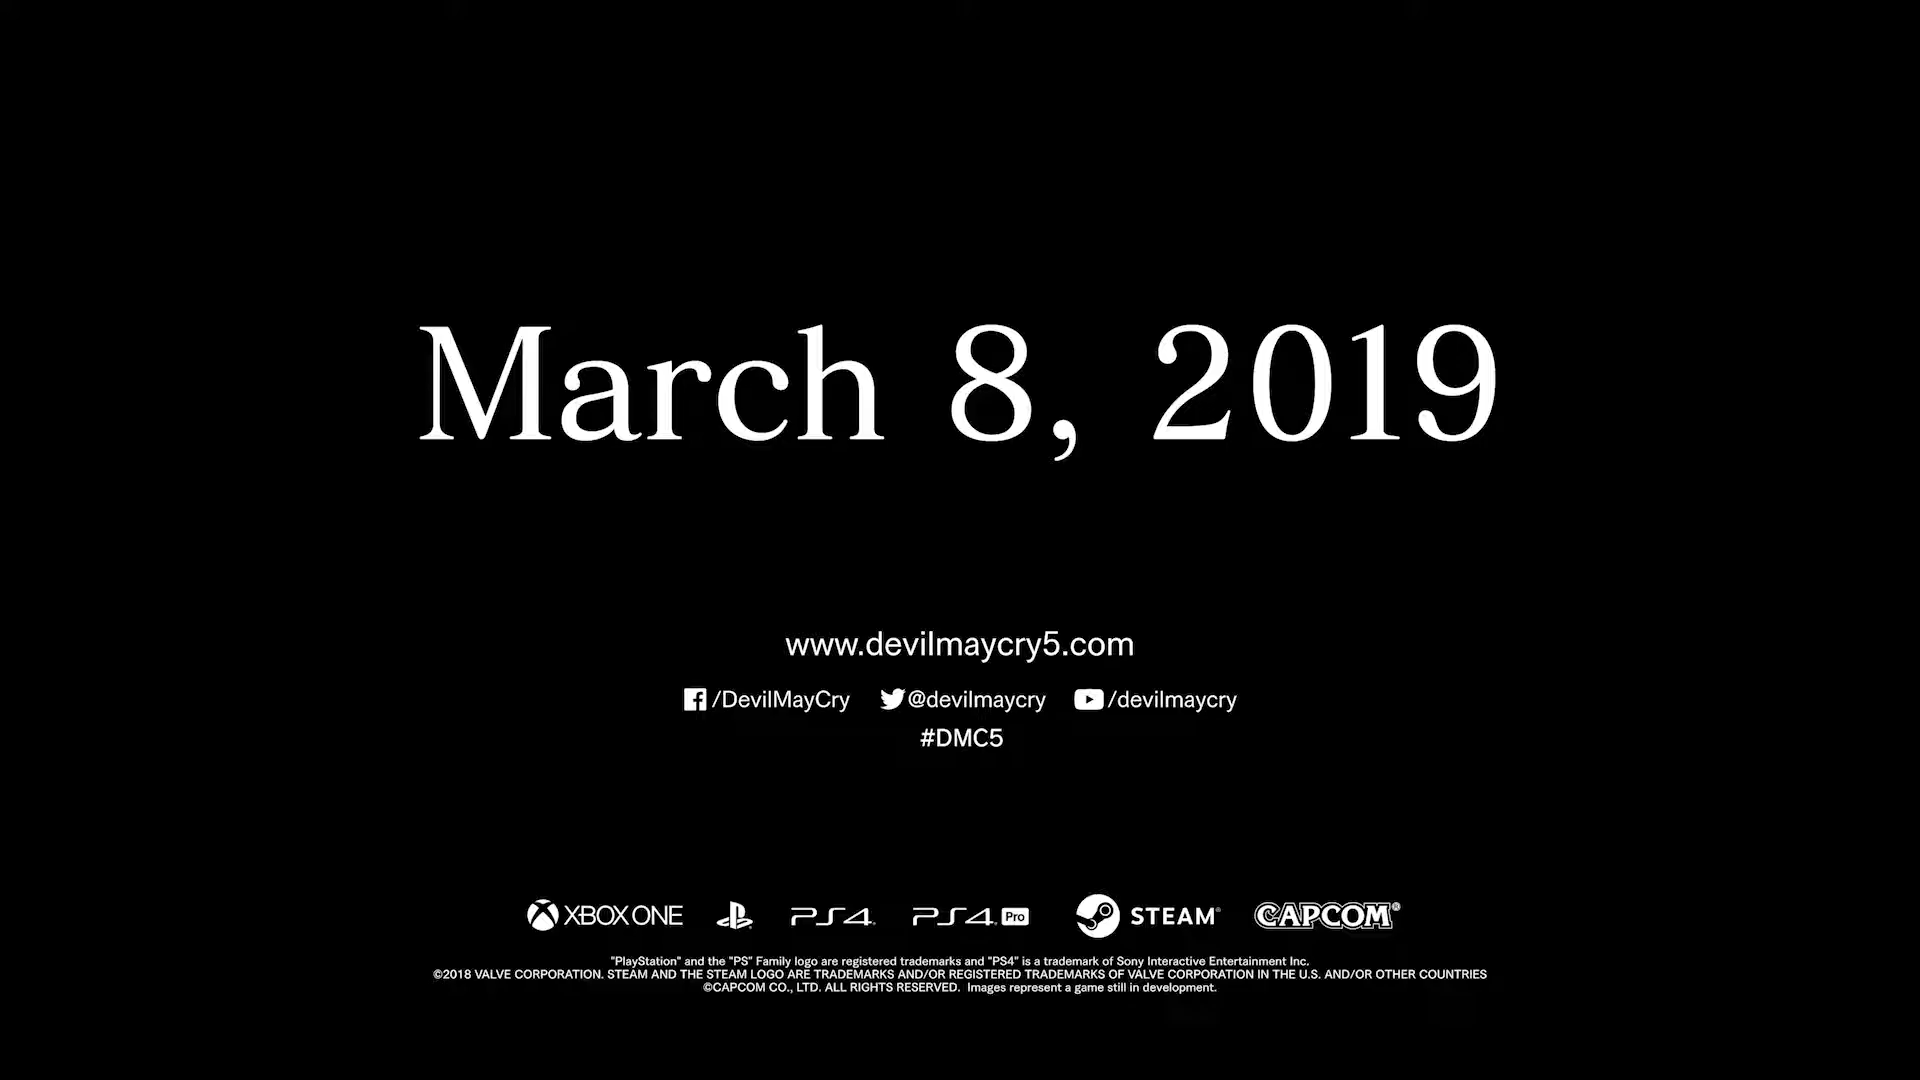 March 8, 2019
www.devilmaycry5.com
/DevilMayCry @devilmaycry /devilmaycry
#DMC5
XBOX ONE PS4 PS4 Pro STEAM® CAPCOM®
"PlayStation" and the "PS" Family logo are registered trademarks and "PS4" is a trademark of Sony Interactive Entertainment Inc.
©2018 VALVE CORPORATION. STEAM AND THE STEAM LOGO ARE TRADEMARKS AND/OR REGISTERED TRADEMARKS OF VALVE CORPORATION IN THE U.S. AND/OR OTHER COUNTRIES
©CAPCOM CO., LTD. ALL RIGHTS RESERVED. Images represent a game still in development.